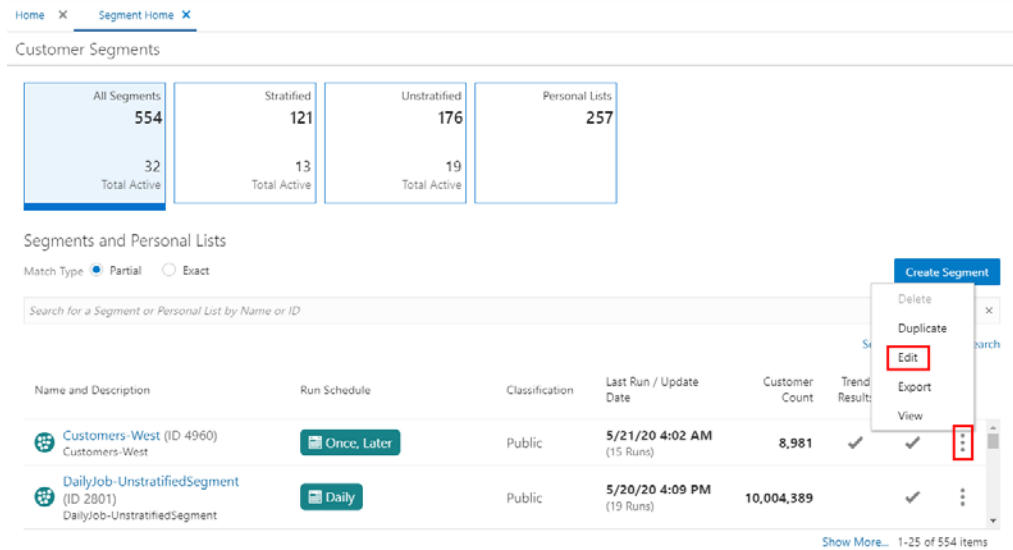 Home X Segment Home X
Customer Segments
All Segments
554
32
Total Active
Stratified
121
13
Total Active
Unstratified
176
19
Total Active
Personal Lists
257
Segments and Personal Lists
Match Type Partial Exact
Create Segment
Search for a Segment or Personal List by Name or ID
Delete
Duplicate
Edit
Export
View
Name and Description
Run Schedule
Classification
Last Run / Update
Date
Customer
Count
Trend
Customers-West (ID 4960)
Customers-West
Once, Later
Public
5/21/20 4:02 AM
(15 Runs)
8,981
DailyJob-UnstratifiedSegment
(ID 2801)
DailyJob-UnstratifiedSegment
Daily
Public
5/20/20 4:09 PM
(19 Runs)
10,004,389
Show More... 1-25 of 554 items